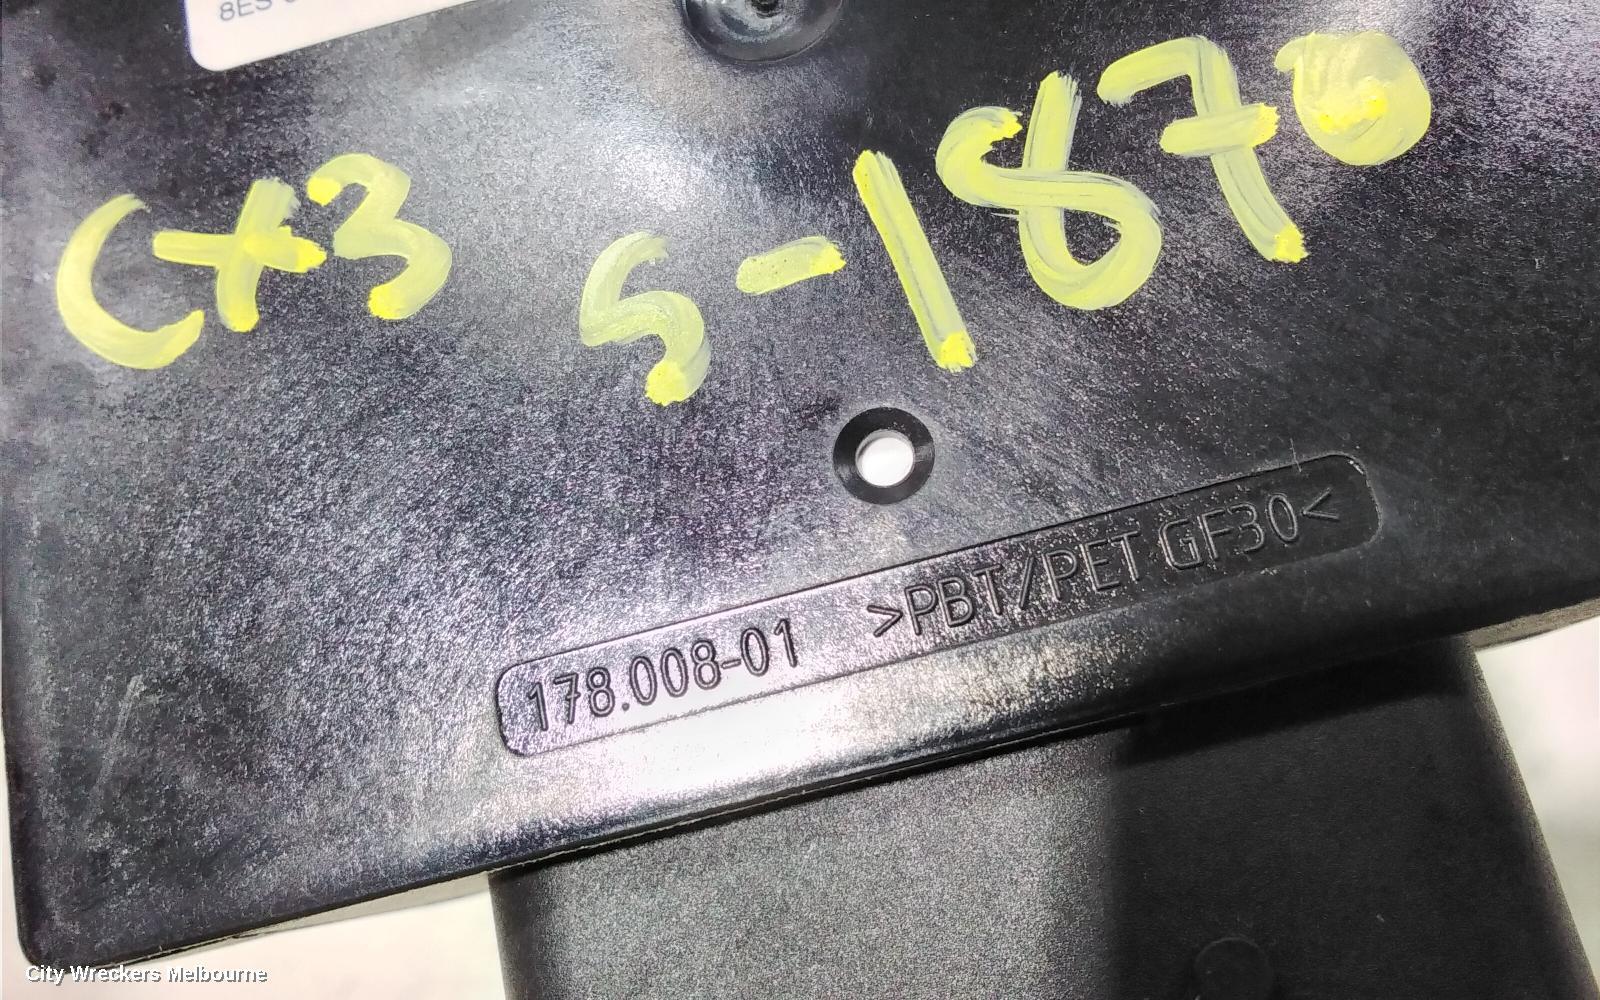 8ES
CX3 S-1870
178.008-01 >PBT/PET GF30<
City Wreckers Melbourne